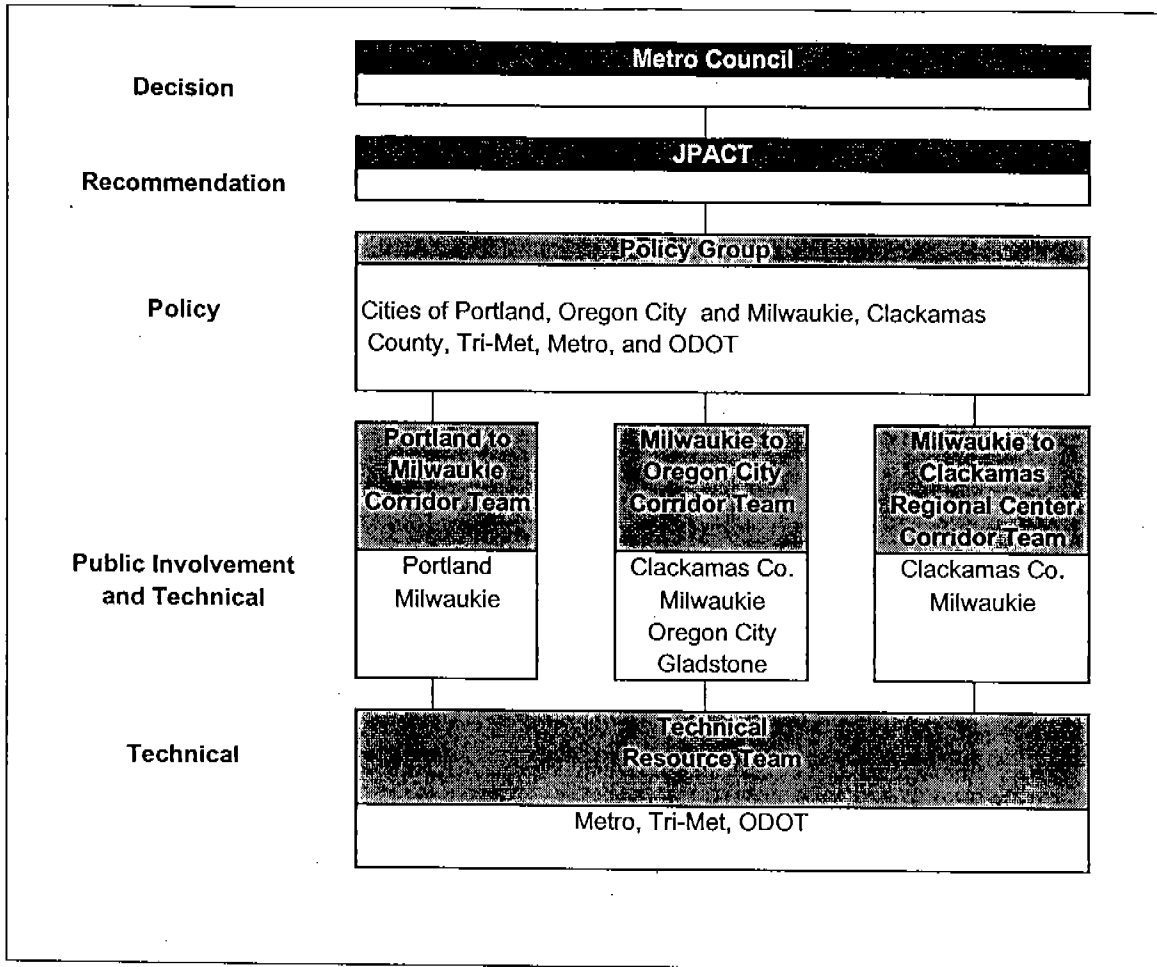 Metro Council
Decision
JPACT
Recommendation
Policy Group
Policy
Cities of Portland, Oregon City and Milwaukie, Clackamas
County, Tri-Met, Metro, and ODOT
Portland to
Milwaukie
Corridor Team
Milwaukie to
Oregon City
Corridor Team
Milwaukie to
Clackamas
Regional Center
Corridor Team
Public Involvement
and Technical
Portland
Milwaukie
Clackamas Co.
Milwaukie
Oregon City
Gladstone
Clackamas Co.
Milwaukie
Technical
Technical
Resource Team
Metro, Tri-Met, ODOT